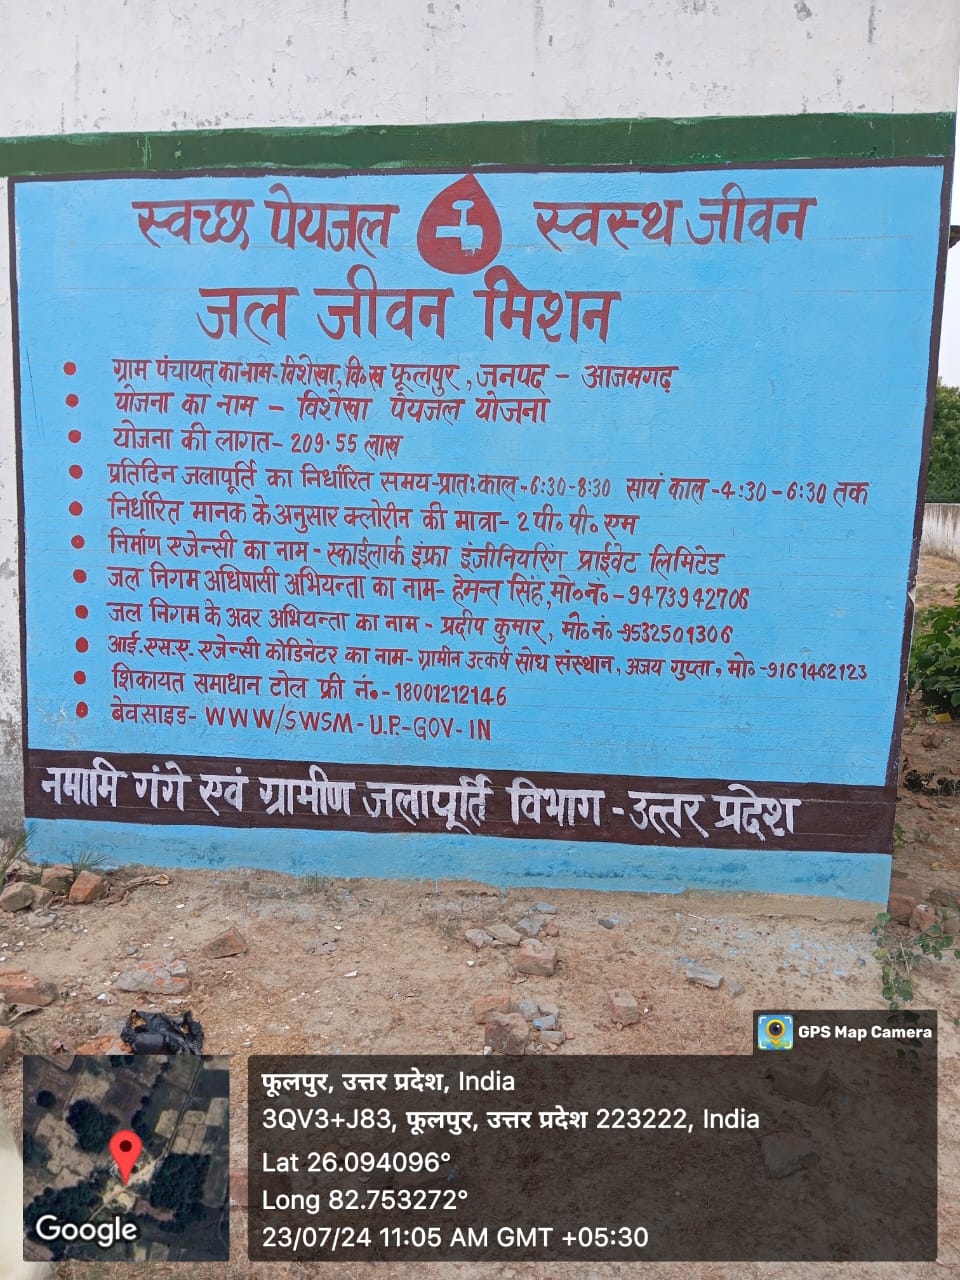 स्वच्छ पेयजल स्वस्थ जीवन
जल जीवन मिशन
• ग्राम पंचायत का नाम-विशेखा, वि०ख फूलपुर, जनपद - आजमगढ़
• योजना का नाम - विशेखा पेयजल योजना
• योजना की लागत- 209.55 लाख
• प्रतिदिन जलापूर्ति का निर्धारित समय-प्रातःकाल-6:30-8:30 सायं काल-4:30-6:30 तक
• निर्धारित मानक के अनुसार क्लोरीन की मात्रा- 2 पी० पी० एम
• निर्माण एजेन्सी का नाम - स्काईलार्क इंफ्रा इंजीनियरिंग प्राईवेट लिमिटेड
• जल निगम अधिषासी अभियन्ता का नाम- हेमन्त सिंह, मो०नं०-9473942706
• जल निगम के अवर अभियन्ता का नाम - प्रदीप कुमार, मो० नं०-9532501306
• आई.एस.ए. एजेन्सी कोडिनेटर का नाम- ग्रामीन उत्कर्ष सोध संस्थान, अजय गुप्ता, मो०-9161462123
• शिकायत समाधान टोल फ्री नं०-18001212146
• बेवसाइड- WWW/SWSM-U.P.-GOV-IN
नमामि गंगे एवं ग्रामीण जलापूर्ति विभाग - उत्तर प्रदेश
GPS Map Camera
फूलपुर, उत्तर प्रदेश, India
3QV3+J83, फूलपुर, उत्तर प्रदेश 223222, India
Lat 26.094096°
Long 82.753272°
23/07/24 11:05 AM GMT +05:30
Google